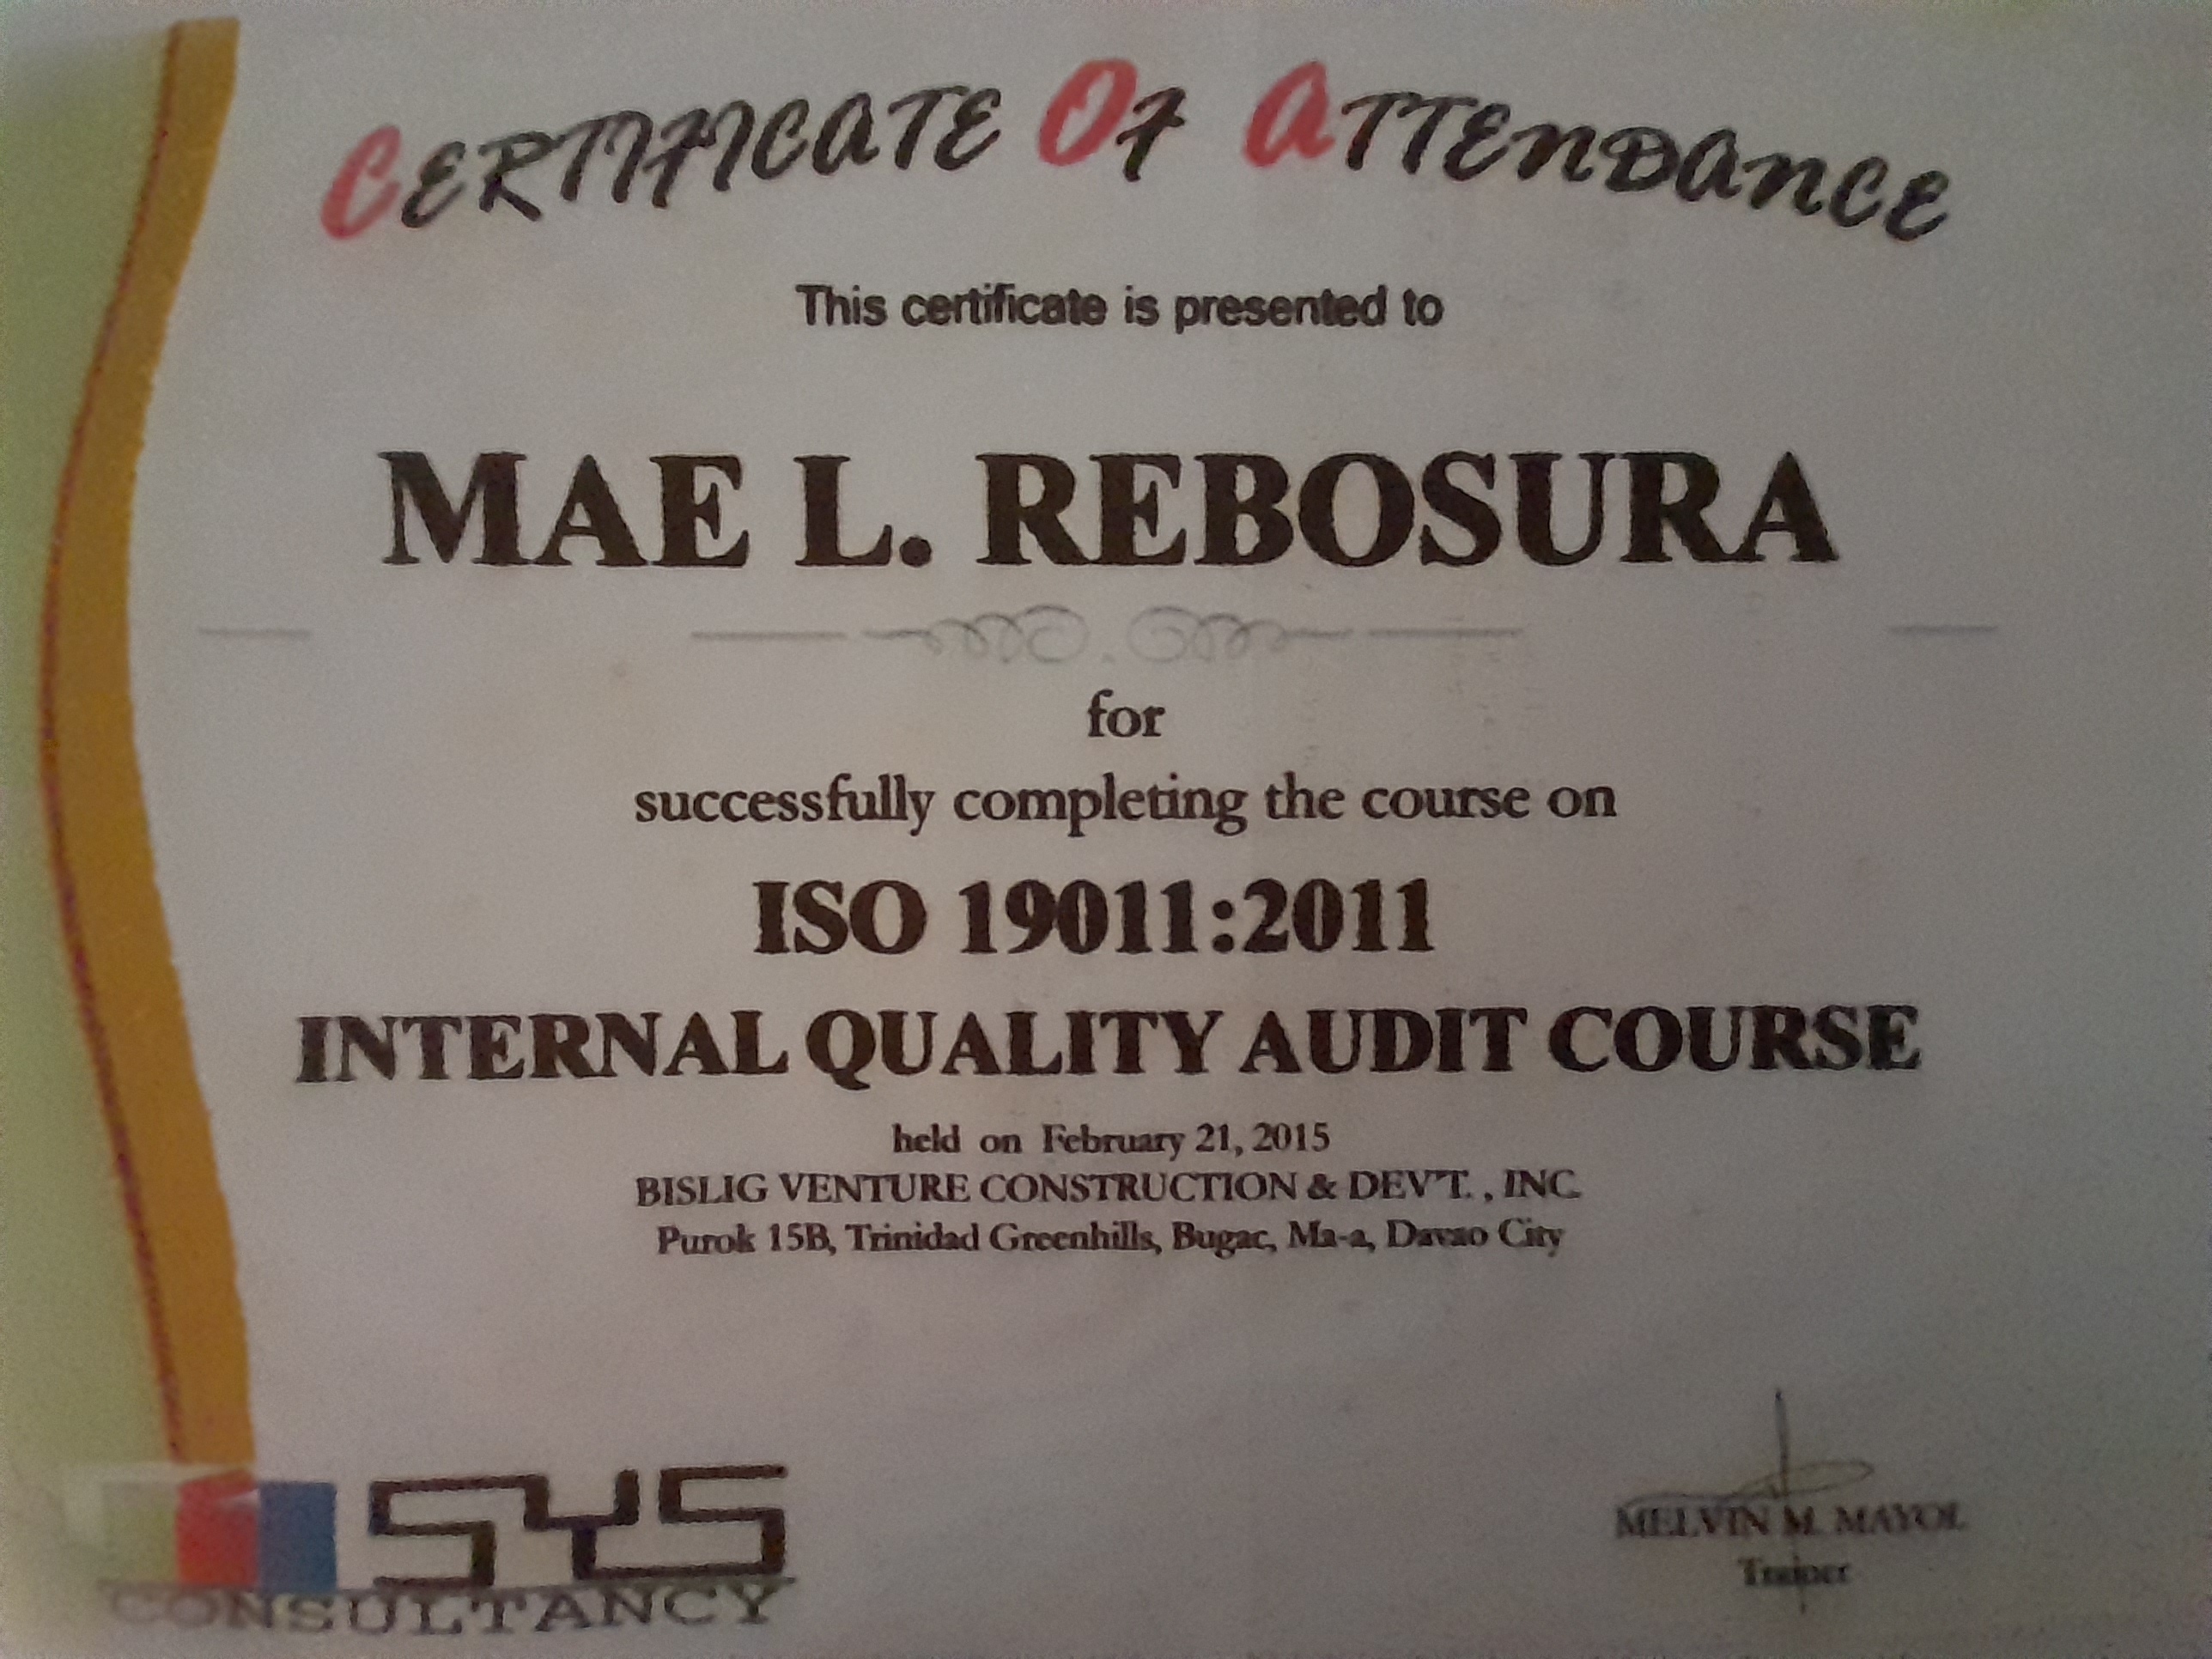 CERTIFICATE OF ATTENDANCE
This certificate is presented to
MAE L. REBOSURA
for
successfully completing the course on
ISO 19011:2011
INTERNAL QUALITY AUDIT COURSE
held on February 21, 2015
BISLIG VENTURE CONSTRUCTION & DEV'T. , INC.
Purok 15B, Trinidad Greenhills, Bugac, Ma-a, Davao City
SYS
CONSULTANCY
MELVIN M. MAYOL
Trainer